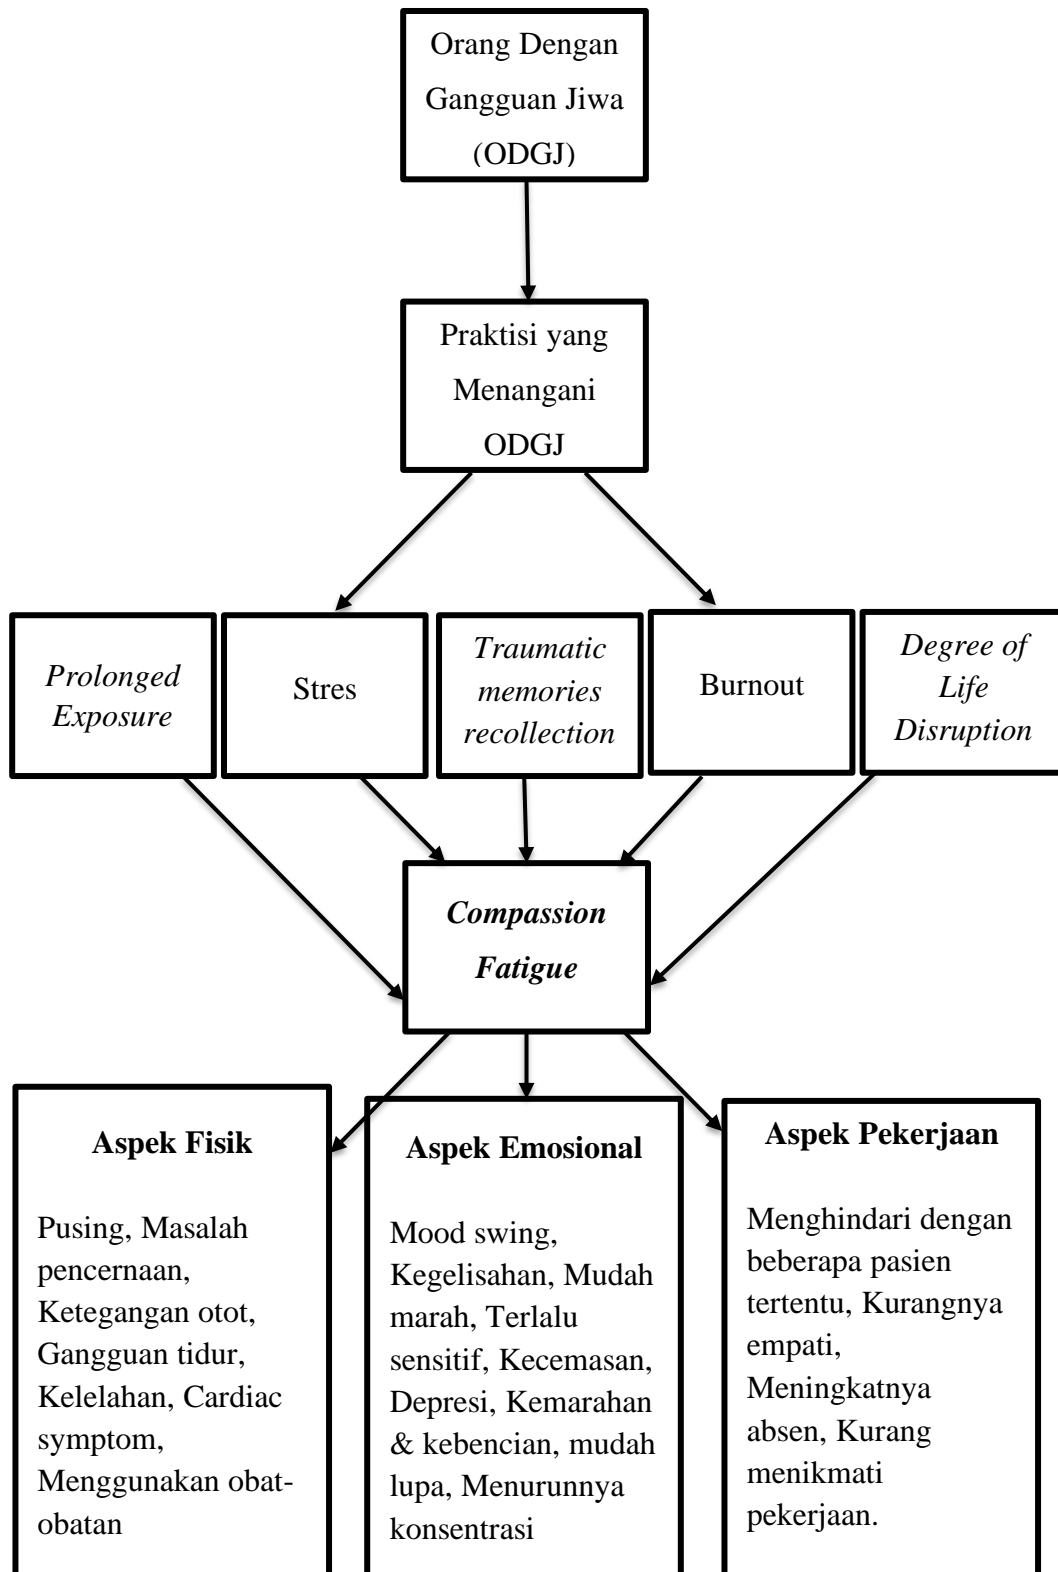 Orang Dengan
Gangguan Jiwa
(ODGJ)
Praktisi yang
Menangani
ODGJ
Prolonged
Exposure
Stres
Traumatic
memories
recollection
Burnout
Degree of
Life
Disruption
Compassion
Fatigue
Aspek Fisik
Pusing, Masalah
pencernaan,
Ketegangan otot,
Gangguan tidur,
Kelelahan, Cardiac
symptom,
Menggunakan obat-
obatan
Aspek Emosional
Mood swing,
Kegelisahan, Mudah
marah, Terlalu
sensitif, Kecemasan,
Depresi, Kemarahan
& kebencian, mudah
lupa, Menurunnya
konsentrasi
Aspek Pekerjaan
Menghindari dengan
beberapa pasien
tertentu, Kurangnya
empati,
Meningkatnya
absen, Kurang
menikmati
pekerjaan.